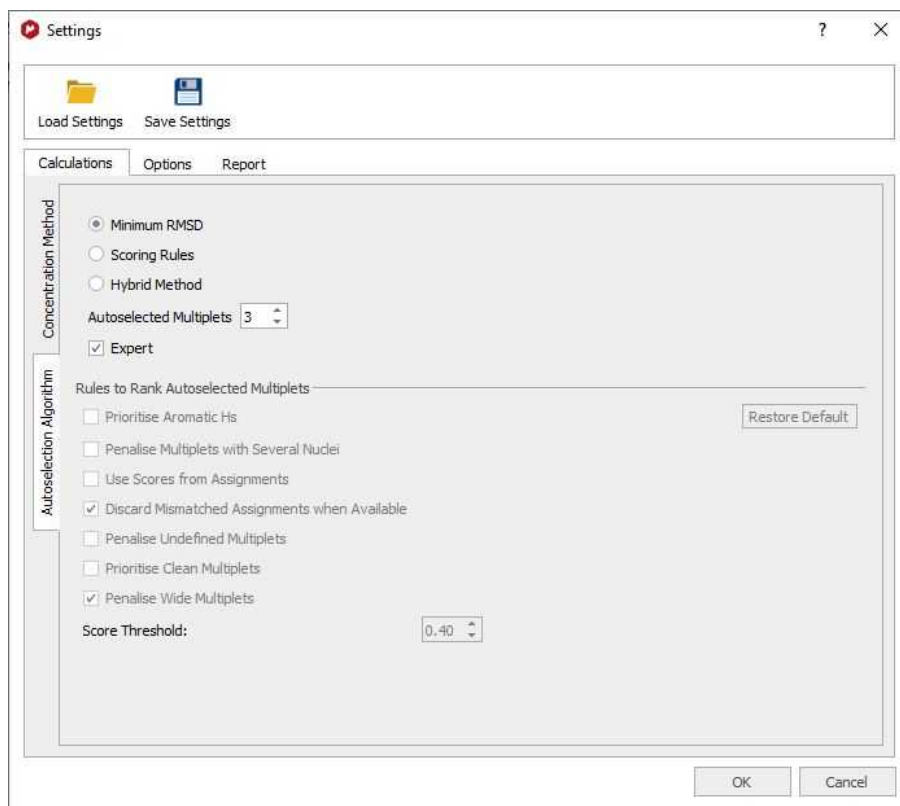 Settings
?
Load Settings Save Settings
Calculations Options Report
Concentration Method
Autoselection Algorithm
Minimum RMSD
Scoring Rules
Hybrid Method
Autoselected Multiplets 3
Expert
Rules to Rank Autoselected Multiplets
Prioritise Aromatic Hs Restore Default
Penalise Multiplets with Several Nuclei
Use Scores from Assignments
Discard Mismatched Assignments when Available
Penalise Undefined Multiplets
Prioritise Clean Multiplets
Penalise Wide Multiplets
Score Threshold: 0.40
OK Cancel